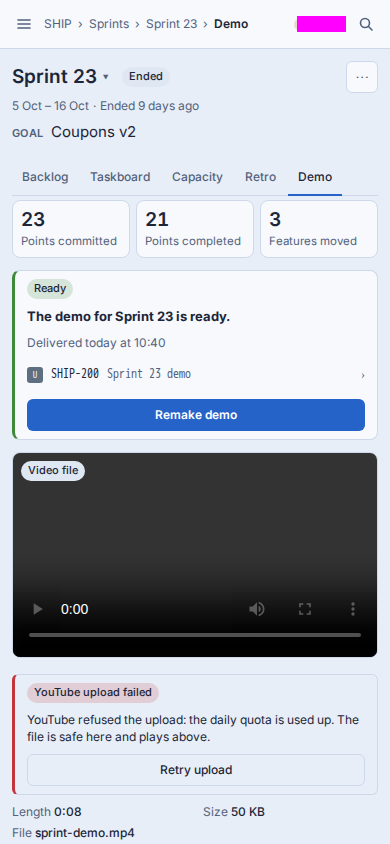 SHIP › Sprints › Sprint 23 › Demo
Sprint 23 ▾ Ended ...
5 Oct – 16 Oct · Ended 9 days ago
GOAL Coupons v2
Backlog Taskboard Capacity Retro Demo
23 21 3
Points committed Points completed Features moved
Ready
The demo for Sprint 23 is ready.
Delivered today at 10:40
U SHIP-200 Sprint 23 demo ›
Remake demo
Video file
0:00
YouTube upload failed
YouTube refused the upload: the daily quota is used up. The
file is safe here and plays above.
Retry upload
Length 0:08 Size 50 KB
File sprint-demo.mp4